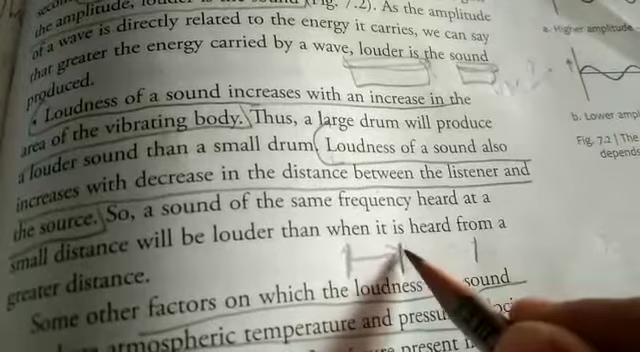 the amplitude, louder is the sound (Fig. 7.2). As the amplitude
of a wave is directly related to the energy it carries, we can say
that greater the energy carried by a wave, louder is the sound
produced.
• Loudness of a sound increases with an increase in the
area of the vibrating body. Thus, a large drum will produce
a louder sound than a small drum. Loudness of a sound also
increases with decrease in the distance between the listener and
the source. So, a sound of the same frequency heard at a
small distance will be louder than when it is heard from a
greater distance.
Some other factors on which the loudness sound
atmospheric temperature and
present
a. Higher amplitude
b. Lower
Fig. 7.2 | The
depends